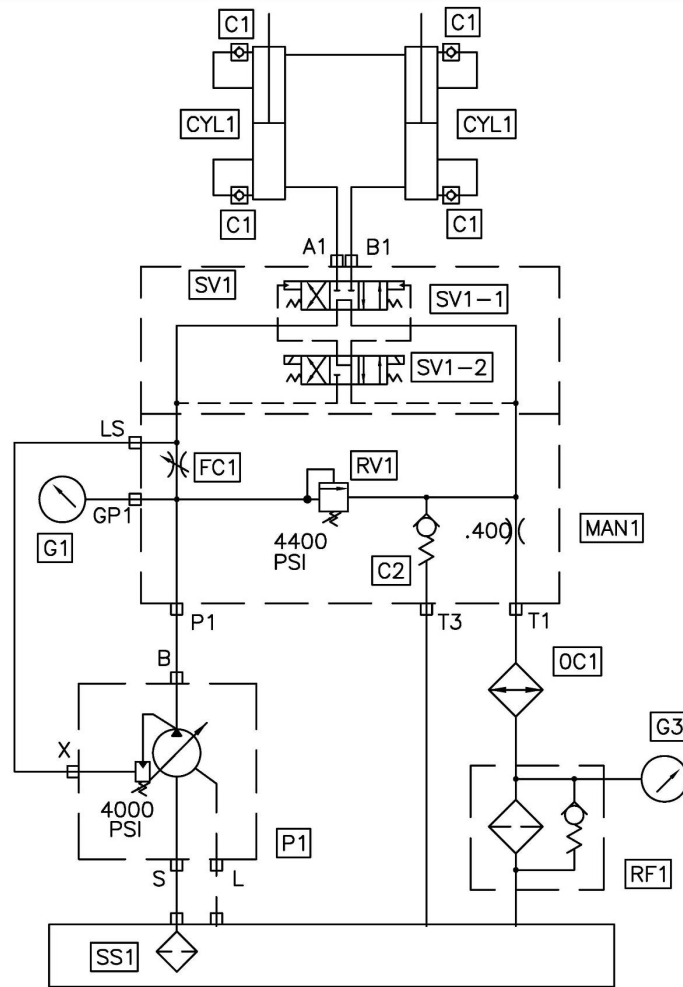 C1
C1
CYL1
CYL1
C1
C1
A1
B1
SV1
SV1-1
SV1-2
LS
FC1
RV1
GP1
G1
4400
PSI
.400
MAN1
C2
P1
T3
T1
B
OC1
G3
X
4000
PSI
P1
S
L
RF1
SS1